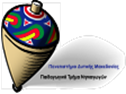 Πανεπιστήμιο Δυτικής Μακεδονίας
Παιδαγωγικό Τμήμα Νηπιαγωγών